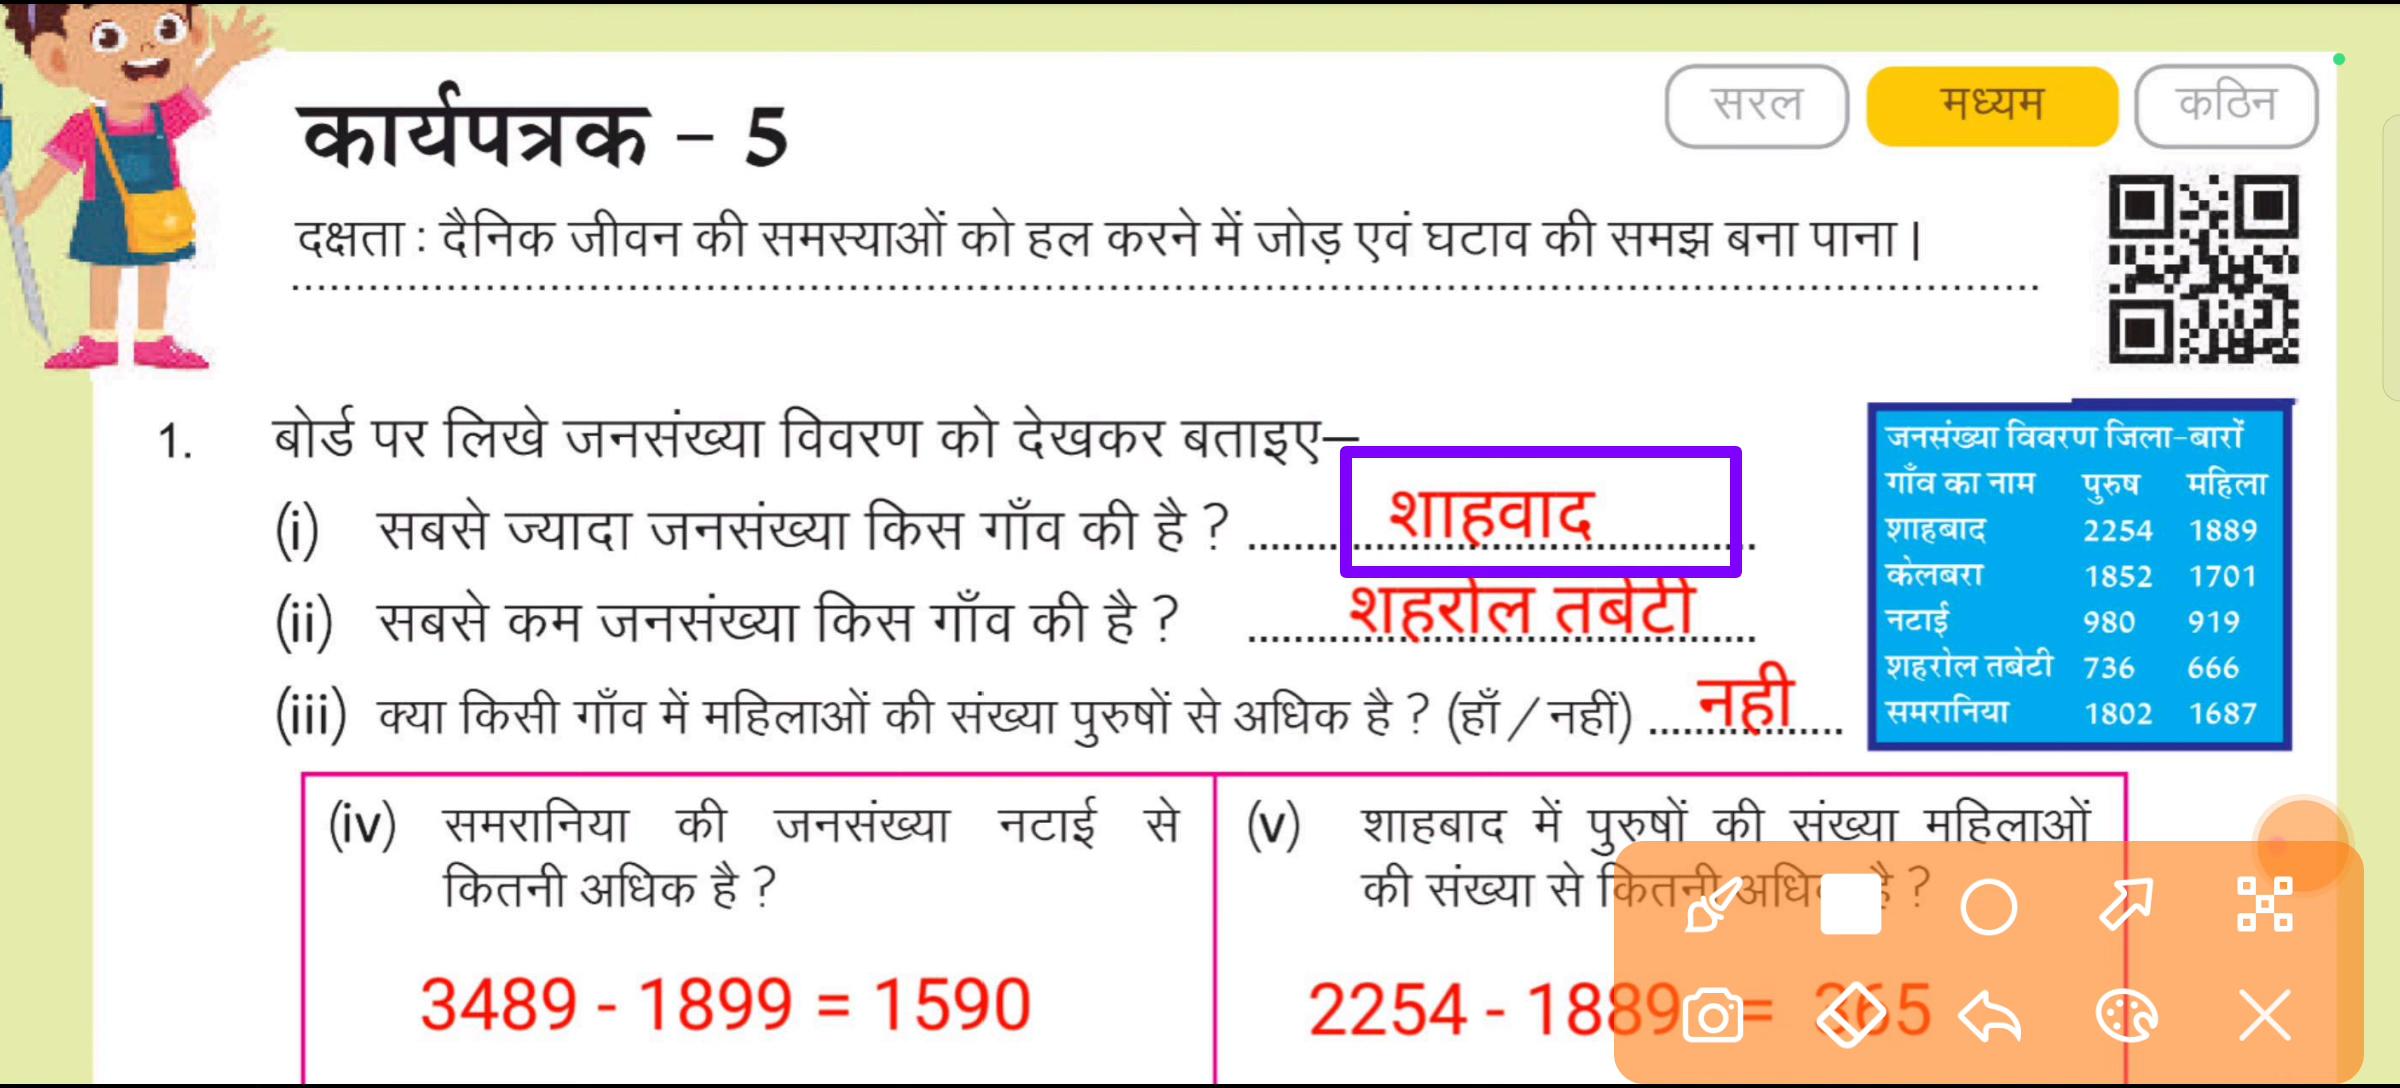 सरल मध्यम कठिन
कार्यपत्रक – 5
दक्षता : दैनिक जीवन की समस्याओं को हल करने में जोड़ एवं घटाव की समझ बना पाना।
1. बोर्ड पर लिखे जनसंख्या विवरण को देखकर बताइए–
(i) सबसे ज्यादा जनसंख्या किस गाँव की है ? शाहवाद
(ii) सबसे कम जनसंख्या किस गाँव की है ? शहरोल तबेटी
(iii) क्या किसी गाँव में महिलाओं की संख्या पुरुषों से अधिक है ? (हाँ / नहीं) नही
जनसंख्या विवरण जिला-बारों
गाँव का नाम पुरुष महिला
शाहबाद 2254 1889
केलबरा 1852 1701
नटाई 980 919
शहरोल तबेटी 736 666
समरानिया 1802 1687
(iv) समरानिया की जनसंख्या नटाई से
कितनी अधिक है ?
3489 - 1899 = 1590
(v) शाहबाद में पुरुषों की संख्या महिलाओं
की संख्या से कितनी अधिक है ?
2254 - 1889 = 365